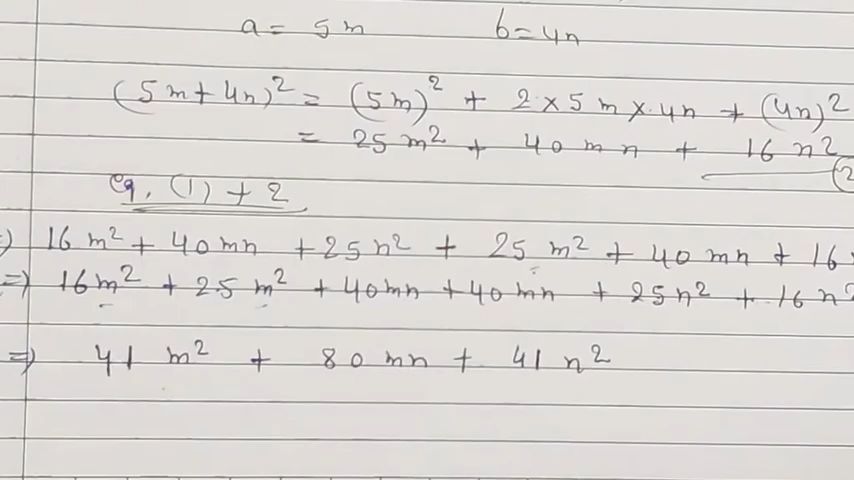 a = 5m b = 4n
(5m + 4n)² = (5m)² + 2 × 5m × 4n + (4n)²
= 25m² + 40mn + 16n²
(2
eq. (1) + 2
⇒) 16m² + 40mn + 25n² + 25m² + 40mn + 16
⇒) 16m² + 25m² + 40mn + 40mn + 25n² + 16n²
⇒) 41m² + 80mn + 41n²